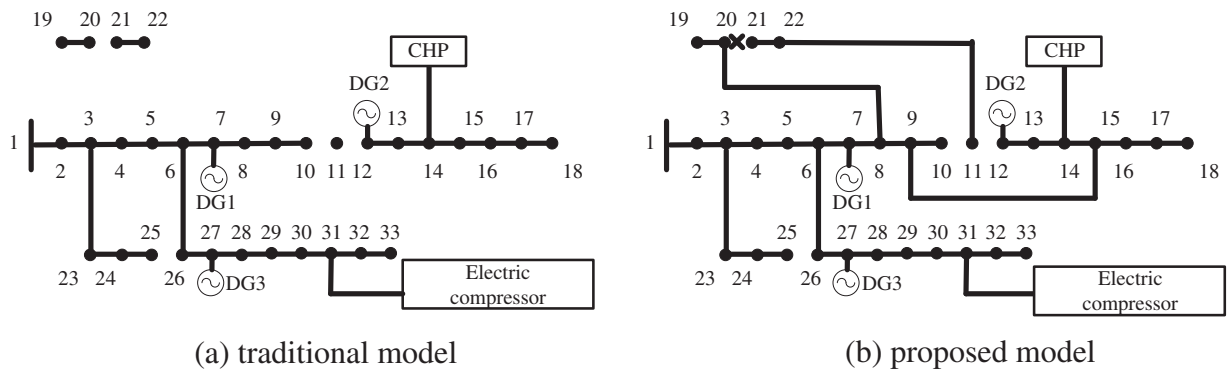 19 20 21 22
CHP
DG2
3 5 7 9 13 15 17
1
2 4 6 8 10 11 12 14 16 18
DG1
25 27 28 29 30 31 32 33
23 24 26
DG3
Electric
compressor
(a) traditional model
19 20 21 22
CHP
DG2
3 5 7 9 13 15 17
1
2 4 6 8 10 11 12 14 16 18
DG1
25 27 28 29 30 31 32 33
23 24 26
DG3
Electric
compressor
(b) proposed model